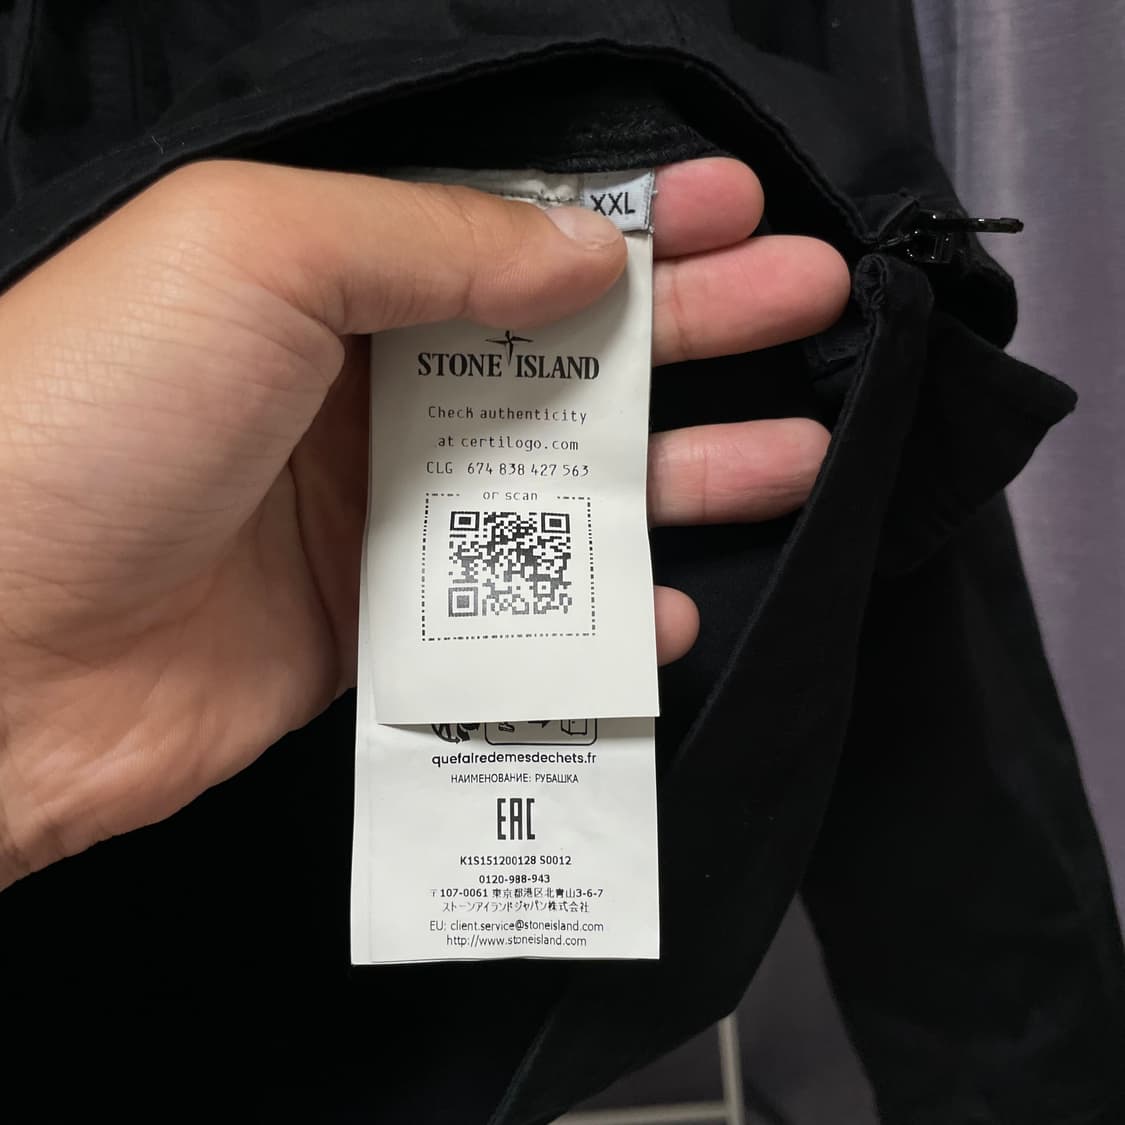 XXL
STONE ISLAND
Check authenticity
at certilogo.com
CLG 674 838 427 563
or scan
quefairedemesdechets.fr
НАИМЕНОВАНИЕ: РУБАШКА
EAC
K1S151200128 S0012
0120-988-943
〒107-0061 東京都港区北青山3-6-7
ストーンアイランドジャパン株式会社
EU: client.service@stoneisland.com
http://www.stoneisland.com